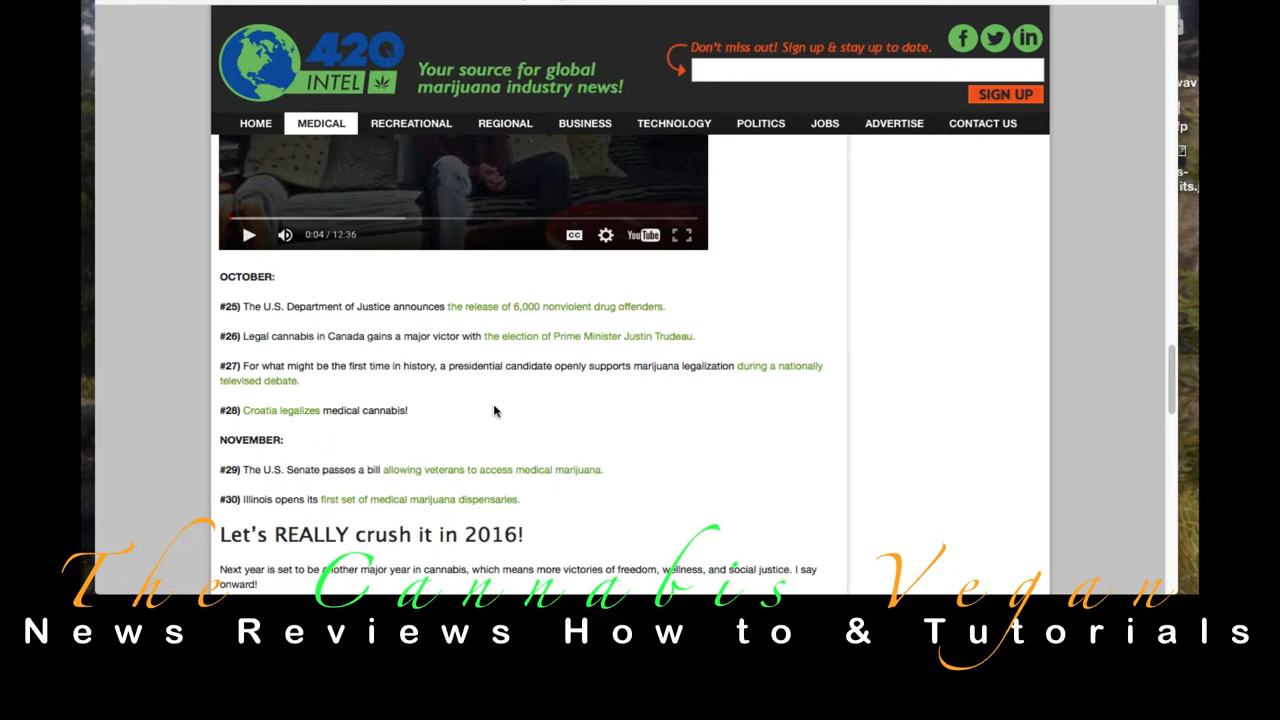 420
INTEL
Your source for global
marijuana industry news!
Don't miss out! Sign up & stay up to date.
SIGN UP
HOME MEDICAL RECREATIONAL REGIONAL BUSINESS TECHNOLOGY POLITICS JOBS ADVERTISE CONTACT US
0:04 / 12:36
CC
YouTube
OCTOBER:
#25) The U.S. Department of Justice announces the release of 6,000 nonviolent drug offenders.
#26) Legal cannabis in Canada gains a major victor with the election of Prime Minister Justin Trudeau.
#27) For what might be the first time in history, a presidential candidate openly supports marijuana legalization during a nationally
televised debate.
#28) Croatia legalizes medical cannabis!
NOVEMBER:
#29) The U.S. Senate passes a bill allowing veterans to access medical marijuana.
#30) Illinois opens its first set of medical marijuana dispensaries.
Let's REALLY crush it in 2016!
Next year is set to be another major year in cannabis, which means more victories of freedom, wellness, and social justice. I say
onward!
The Cannabis Vegan
News Reviews How to & Tutorials